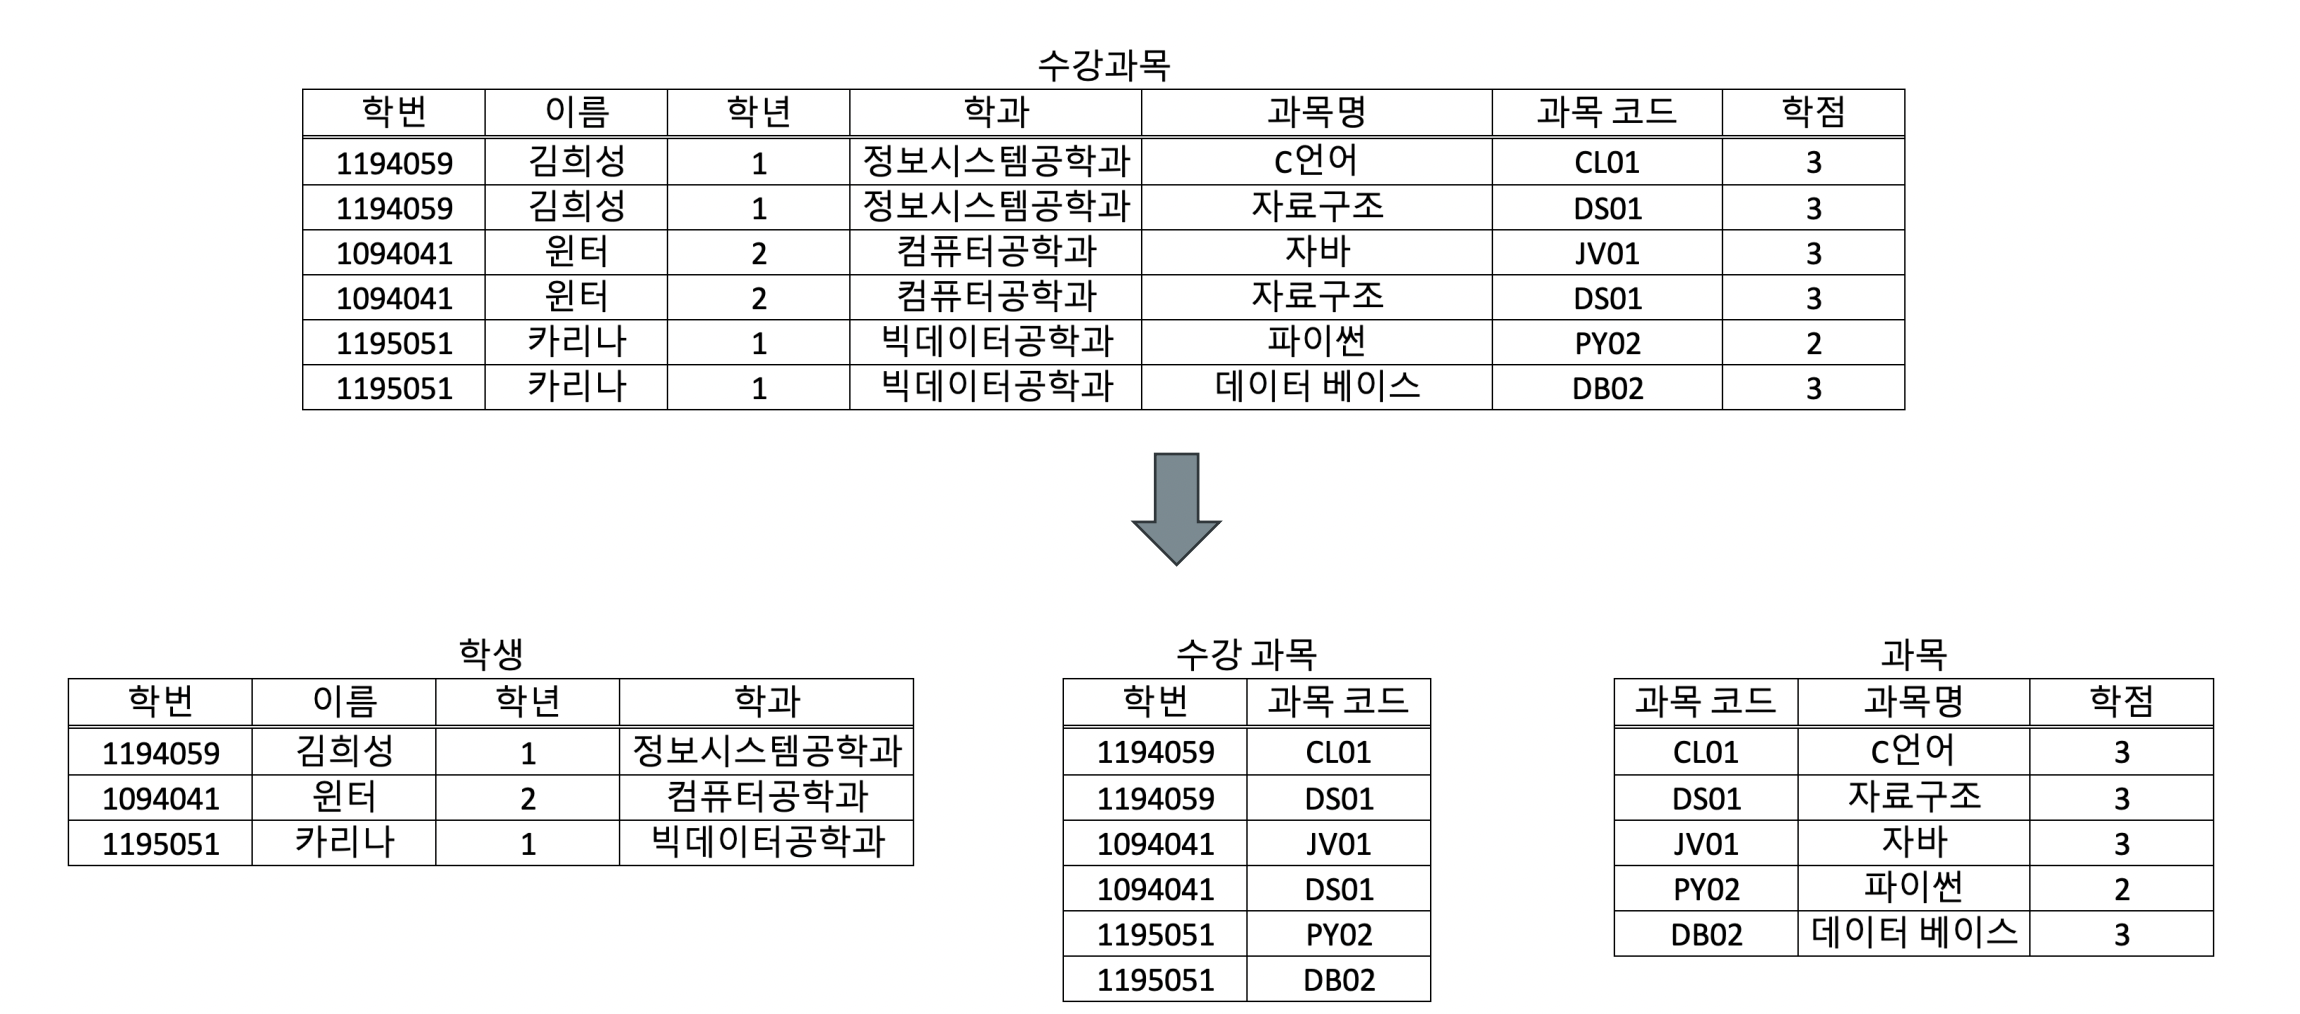 수강과목
학번 이름 학년 학과 과목명 과목 코드 학점
1194059 김희성 1 정보시스템공학과 C언어 CL01 3
1194059 김희성 1 정보시스템공학과 자료구조 DS01 3
1094041 윈터 2 컴퓨터공학과 자바 JV01 3
1094041 윈터 2 컴퓨터공학과 자료구조 DS01 3
1195051 카리나 1 빅데이터공학과 파이썬 PY02 2
1195051 카리나 1 빅데이터공학과 데이터 베이스 DB02 3
학생
학번 이름 학년 학과
1194059 김희성 1 정보시스템공학과
1094041 윈터 2 컴퓨터공학과
1195051 카리나 1 빅데이터공학과
수강 과목
학번 과목 코드
1194059 CL01
1194059 DS01
1094041 JV01
1094041 DS01
1195051 PY02
1195051 DB02
과목
과목 코드 과목명 학점
CL01 C언어 3
DS01 자료구조 3
JV01 자바 3
PY02 파이썬 2
DB02 데이터 베이스 3